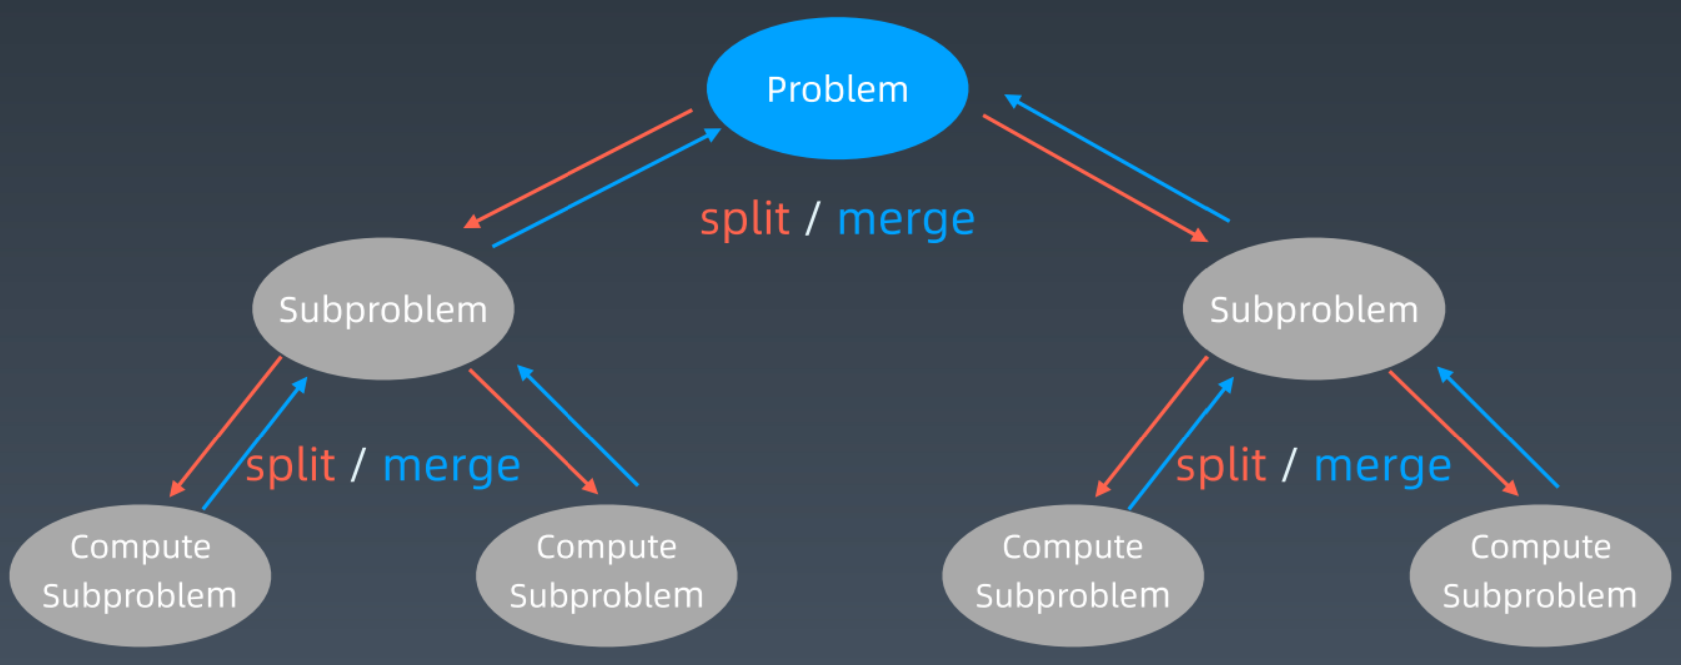 Problem
split / merge
Subproblem
Subproblem
split / merge
split / merge
Compute
Subproblem
Compute
Subproblem
Compute
Subproblem
Compute
Subproblem